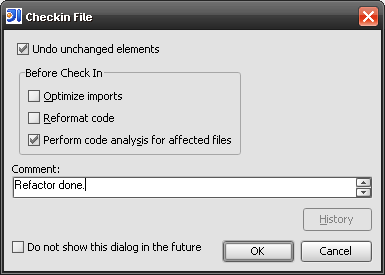 Checkin File
Undo unchanged elements
Before Check In
Optimize imports
Reformat code
Perform code analysis for affected files
Comment:
Refactor done.
History
Do not show this dialog in the future
OK
Cancel